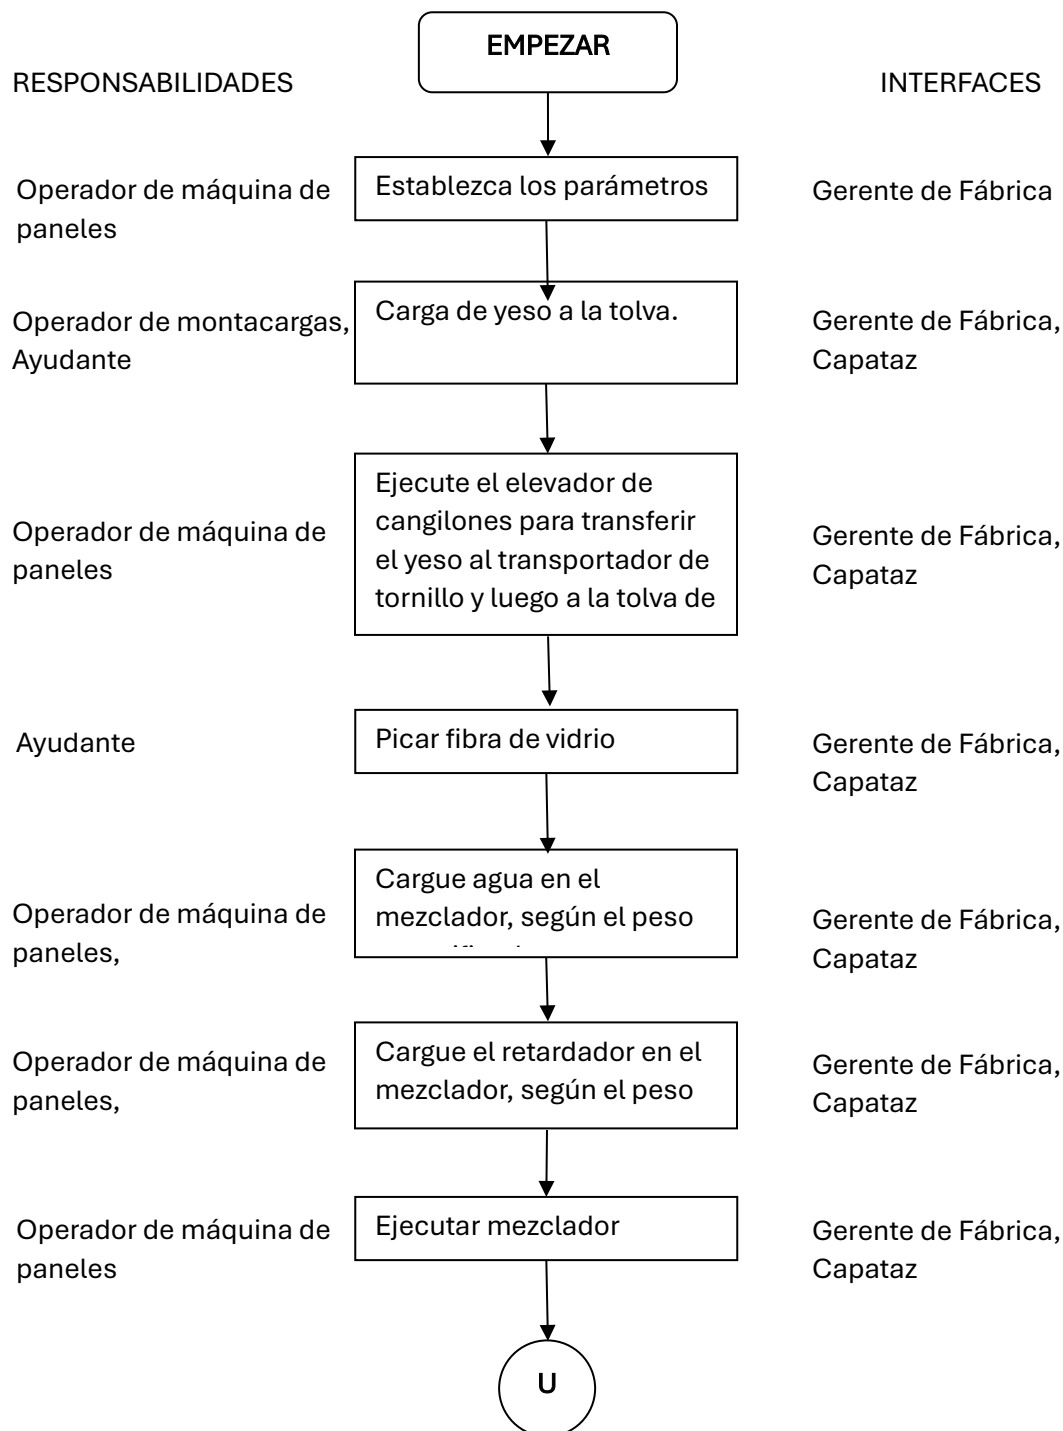 EMPEZAR
RESPONSABILIDADES
INTERFACES
Operador de máquina de
paneles
Establezca los parámetros
Gerente de Fábrica
Operador de montacargas,
Ayudante
Carga de yeso a la tolva.
Gerente de Fábrica,
Capataz
Operador de máquina de
paneles
Ejecute el elevador de
cangilones para transferir
el yeso al transportador de
tornillo y luego a la tolva de
Gerente de Fábrica,
Capataz
Ayudante
Picar fibra de vidrio
Gerente de Fábrica,
Capataz
Operador de máquina de
paneles,
Cargue agua en el
mezclador, según el peso
Gerente de Fábrica,
Capataz
Operador de máquina de
paneles,
Cargue el retardador en el
mezclador, según el peso
Gerente de Fábrica,
Capataz
Operador de máquina de
paneles
Ejecutar mezclador
Gerente de Fábrica,
Capataz
U